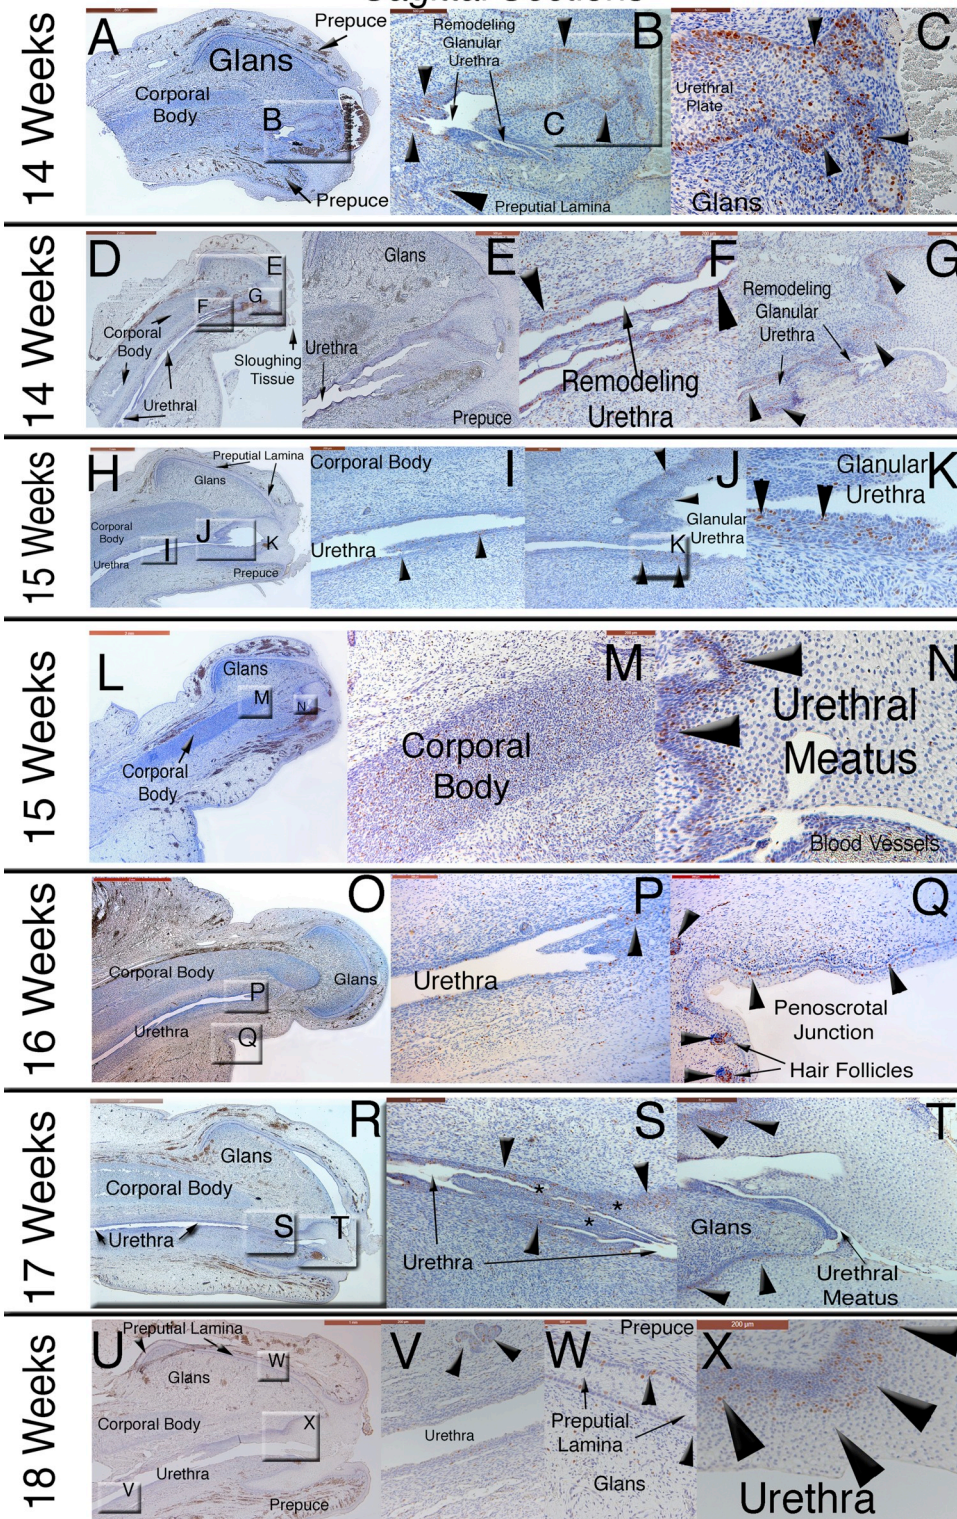 Sagittal Sections
14 Weeks
A
Prepuce
Glans
Corporal
Body
B
Prepuce
Remodeling
Glanular
Urethra
B
C
Preputial Lamina
C
Urethral
Plate
Glans
14 Weeks
D
E
F
G
Corporal
Body
Sloughing
Tissue
Urethral
E
Glans
Urethra
Prepuce
F
Remodeling
Urethra
G
Remodeling
Glanular
Urethra
15 Weeks
H
Preputial Lamina
Glans
Corporal
Body
J
K
I
Urethra
Prepuce
I
Corporal Body
Urethra
J
Glanular
Urethra
K
K
Glanular
Urethra
15 Weeks
L
Glans
M
N
Corporal
Body
M
Corporal
Body
N
Urethral
Meatus
Blood Vessels
16 Weeks
O
Corporal Body
Glans
P
Urethra
Q
P
Urethra
Q
Penoscrotal
Junction
Hair Follicles
17 Weeks
R
Glans
Corporal Body
Urethra
S
T
S
*
*
*
Urethra
T
Glans
Urethral
Meatus
18 Weeks
U
Preputial Lamina
W
Glans
Corporal Body
X
Urethra
V
Prepuce
V
Urethra
W
Prepuce
Preputial
Lamina
Glans
X
200 µm
Urethra